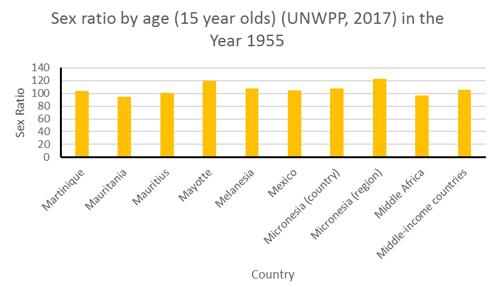 Sex ratio by age (15 year olds) (UNWPP, 2017) in the
Year 1955
Sex Ratio
140
120
100
80
60
40
20
0
Martinique
Mauritania
Mauritius
Mayotte
Melanesia
Mexico
Micronesia (country)
Micronesia (region)
Middle Africa
Middle-income countries
Country